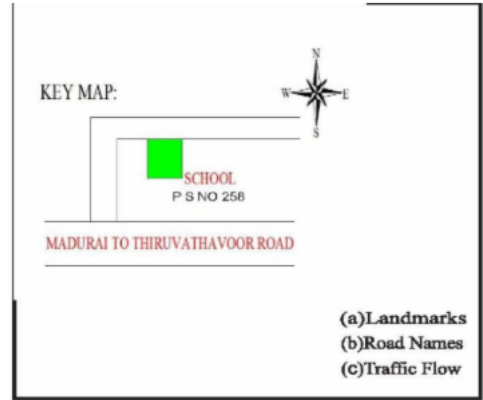 N
KEY MAP:
W E
S
SCHOOL
P S NO 258
MADURAI TO THIRUVATHAVOOR ROAD
(a)Landmarks
(b)Road Names
(c)Traffic Flow